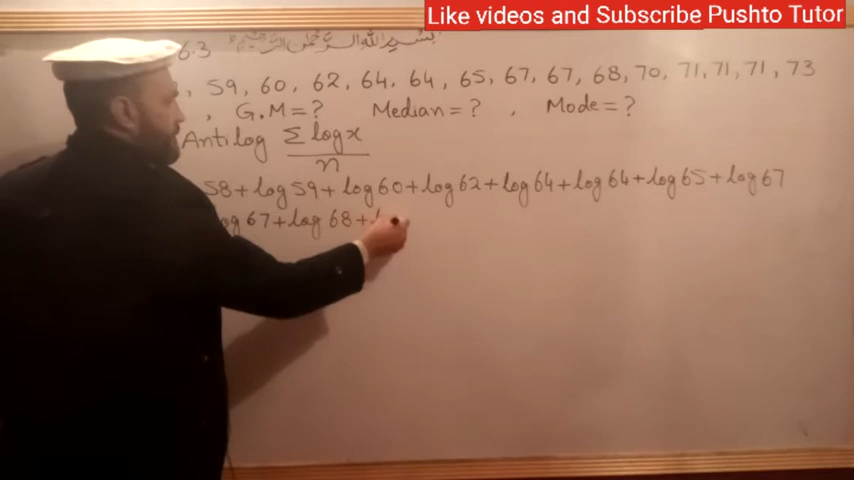 Like videos and Subscribe Pushto Tutor
6.3 بسم الله الرحمن الرحيم
, 59, 60, 62, 64, 64, 65, 67, 67, 68, 70, 71, 71, 71, 73
, G.M = ? Median = ? , Mode = ?
Antilog Σ log x
n
58 + log 59 + log 60 + log 62 + log 64 + log 64 + log 65 + log 67
og 67 + log 68 + l